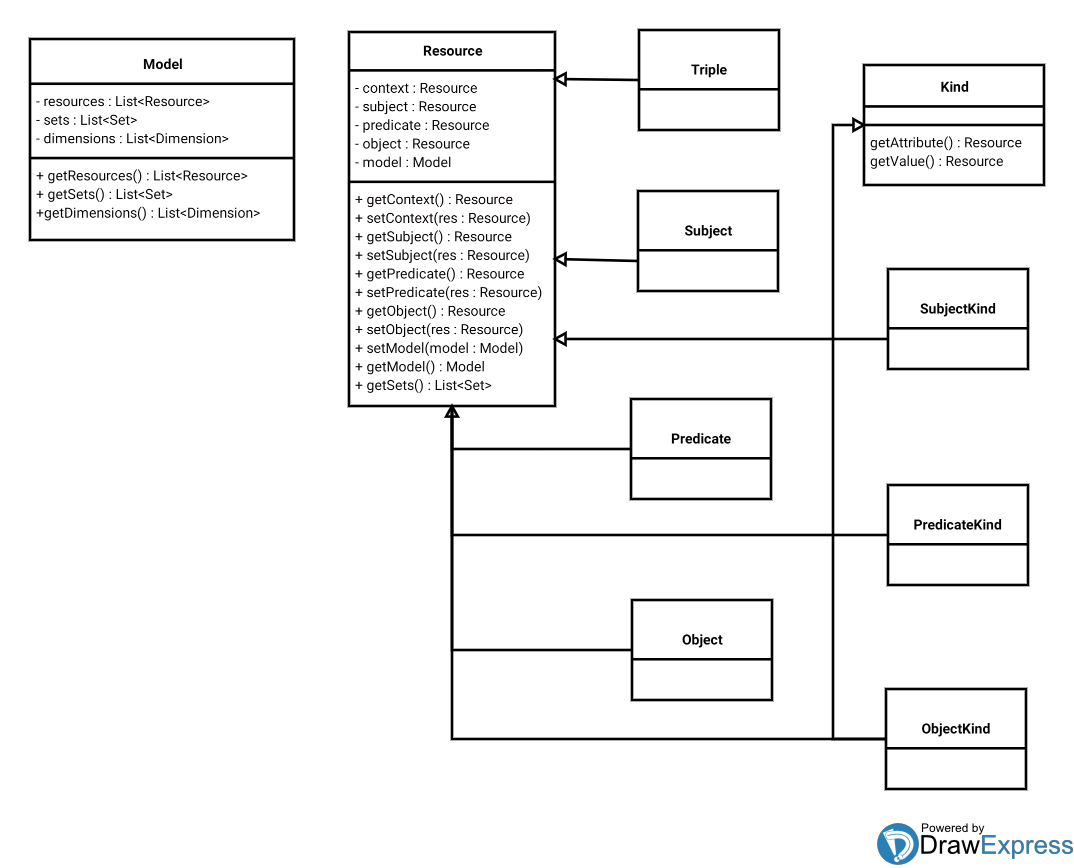 Model
- resources : List<Resource>
- sets : List<Set>
- dimensions : List<Dimension>
+ getResources() : List<Resource>
+ getSets() : List<Set>
+getDimensions() : List<Dimension>
Resource
- context : Resource
- subject : Resource
- predicate : Resource
- object : Resource
- model : Model
+ getContext() : Resource
+ setContext(res : Resource)
+ getSubject() : Resource
+ setSubject(res : Resource)
+ getPredicate() : Resource
+ setPredicate(res : Resource)
+ getObject() : Resource
+ setObject(res : Resource)
+ setModel(model : Model)
+ getModel() : Model
+ getSets() : List<Set>
Triple
Kind
getAttribute() : Resource
getValue() : Resource
Subject
SubjectKind
Predicate
PredicateKind
Object
ObjectKind
Powered by
DrawExpress